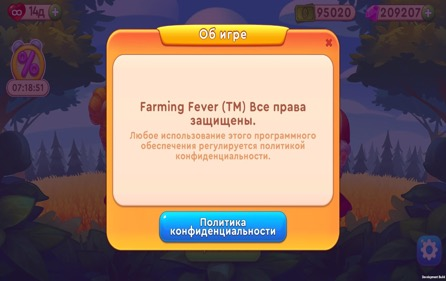 Об игре
14д
95020
209207
07:18:51
Farming Fever (TM) Все права
защищены.
Любое использование этого программного
обеспечения регулируется политикой
конфиденциальности.
Политика
конфиденциальности
Development Build